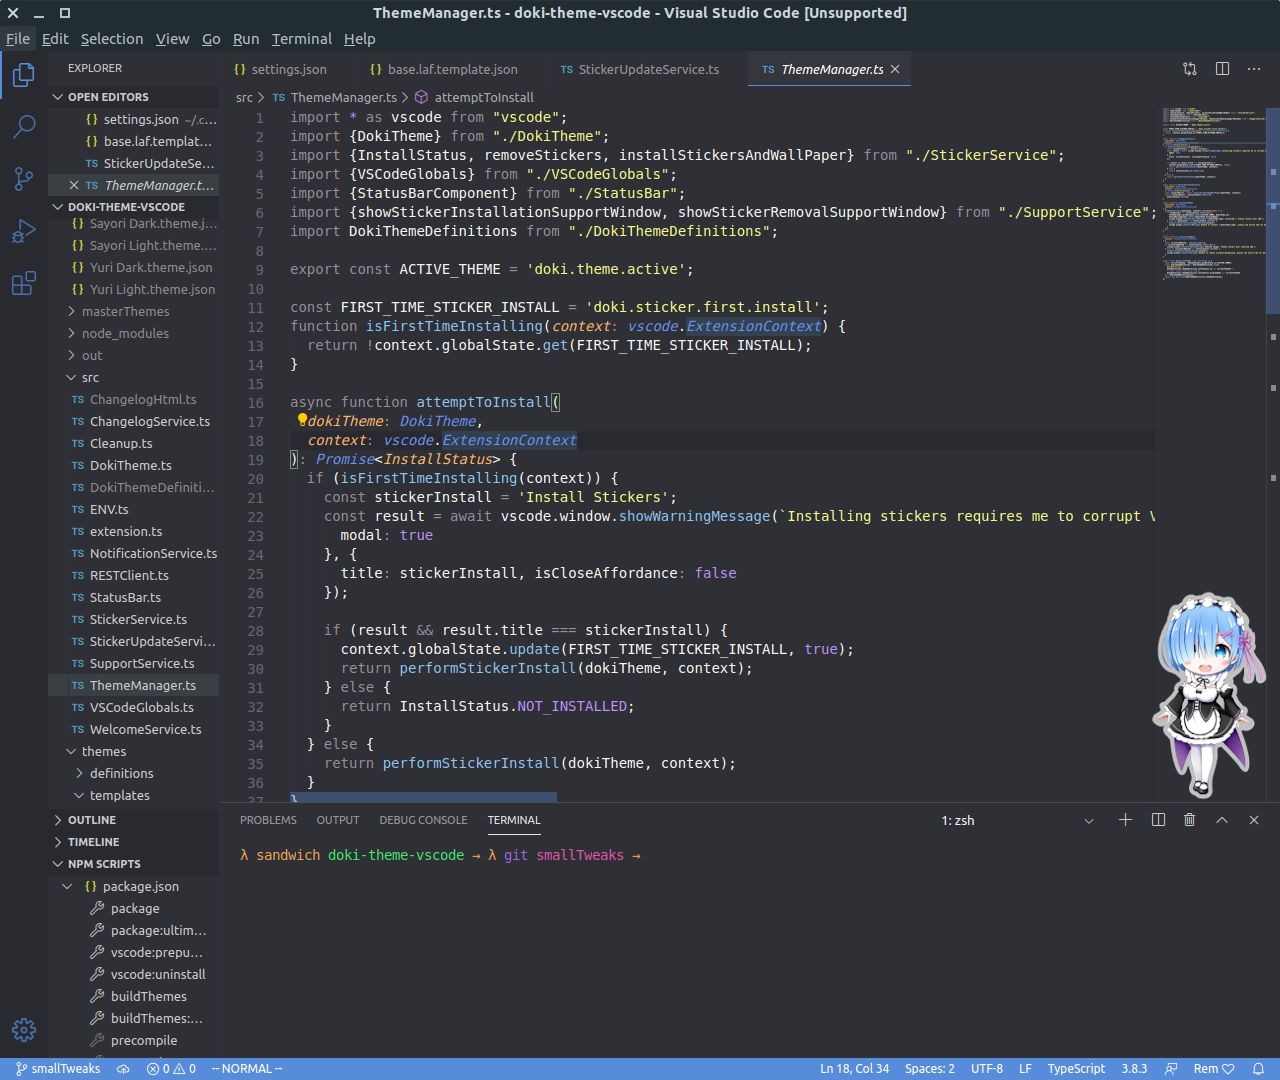 ThemeManager.ts - doki-theme-vscode - Visual Studio Code [Unsupported]
File Edit Selection View Go Run Terminal Help
EXPLORER
OPEN EDITORS
settings.json ~/.c...
base.laf.templat...
StickerUpdateSe...
TS ThemeManager.t...
DOKI-THEME-VSCODE
Sayori Dark.theme.j...
Sayori Light.theme....
Yuri Dark.theme.json
Yuri Light.theme.json
masterThemes
node_modules
out
src
TS ChangelogHtml.ts
TS ChangelogService.ts
TS Cleanup.ts
TS DokiTheme.ts
TS DokiThemeDefiniti...
TS ENV.ts
TS extension.ts
TS NotificationService.ts
TS RESTClient.ts
TS StatusBar.ts
TS StickerService.ts
TS StickerUpdateServi...
TS SupportService.ts
TS ThemeManager.ts
TS VSCodeGlobals.ts
TS WelcomeService.ts
themes
definitions
templates
OUTLINE
TIMELINE
NPM SCRIPTS
{} package.json
package
package:ultim...
vscode:prepu...
vscode:uninstall
buildThemes
buildThemes:...
precompile
{} settings.json {} base.laf.template.json TS StickerUpdateService.ts TS ThemeManager.ts
src > TS ThemeManager.ts > attemptToInstall
1 import * as vscode from "vscode";
2 import {DokiTheme} from "./DokiTheme";
3 import {InstallStatus, removeStickers, installStickersAndWallPaper} from "./StickerService";
4 import {VSCodeGlobals} from "./VSCodeGlobals";
5 import {StatusBarComponent} from "./StatusBar";
6 import {showStickerInstallationSupportWindow, showStickerRemovalSupportWindow} from "./SupportService";
7 import DokiThemeDefinitions from "./DokiThemeDefinitions";
8
9 export const ACTIVE_THEME = 'doki.theme.active';
10
11 const FIRST_TIME_STICKER_INSTALL = 'doki.sticker.first.install';
12 function isFirstTimeInstalling(context: vscode.ExtensionContext) {
13 return !context.globalState.get(FIRST_TIME_STICKER_INSTALL);
14 }
15
16 async function attemptToInstall(
17 dokiTheme: DokiTheme,
18 context: vscode.ExtensionContext
19 ): Promise<InstallStatus> {
20 if (isFirstTimeInstalling(context)) {
21 const stickerInstall = 'Install Stickers';
22 const result = await vscode.window.showWarningMessage(`Installing stickers requires me to corrupt V
23 modal: true
24 }, {
25 title: stickerInstall, isCloseAffordance: false
26 });
27
28 if (result && result.title === stickerInstall) {
29 context.globalState.update(FIRST_TIME_STICKER_INSTALL, true);
30 return performStickerInstall(dokiTheme, context);
31 } else {
32 return InstallStatus.NOT_INSTALLED;
33 }
34 } else {
35 return performStickerInstall(dokiTheme, context);
36 }
37 }
PROBLEMS OUTPUT DEBUG CONSOLE TERMINAL 1: zsh
λ sandwich doki-theme-vscode → λ git smallTweaks →
smallTweaks 0 0 -- NORMAL -- Ln 18, Col 34 Spaces: 2 UTF-8 LF TypeScript 3.8.3 Rem ♡